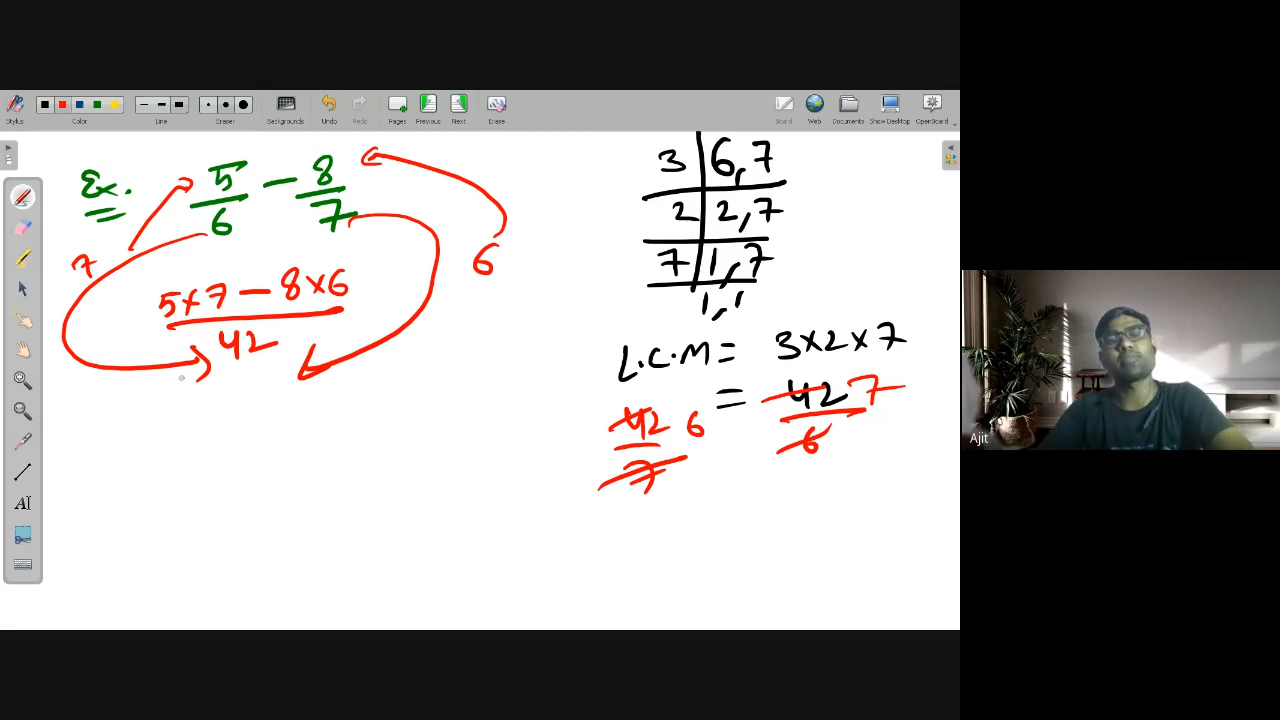 Stylus Color Line Eraser Backgrounds Undo Redo Pages Previous Next Erase Board Web Documents Show Desktop OpenBoard
Ex. 5/6 - 8/7
7
6
5×7 - 8×6
42
3 | 6, 7
2 | 2, 7
7 | 1, 7
1, 1
L.C.M = 3×2×7
= 42 7
6
42 6
7
AI
Ajit